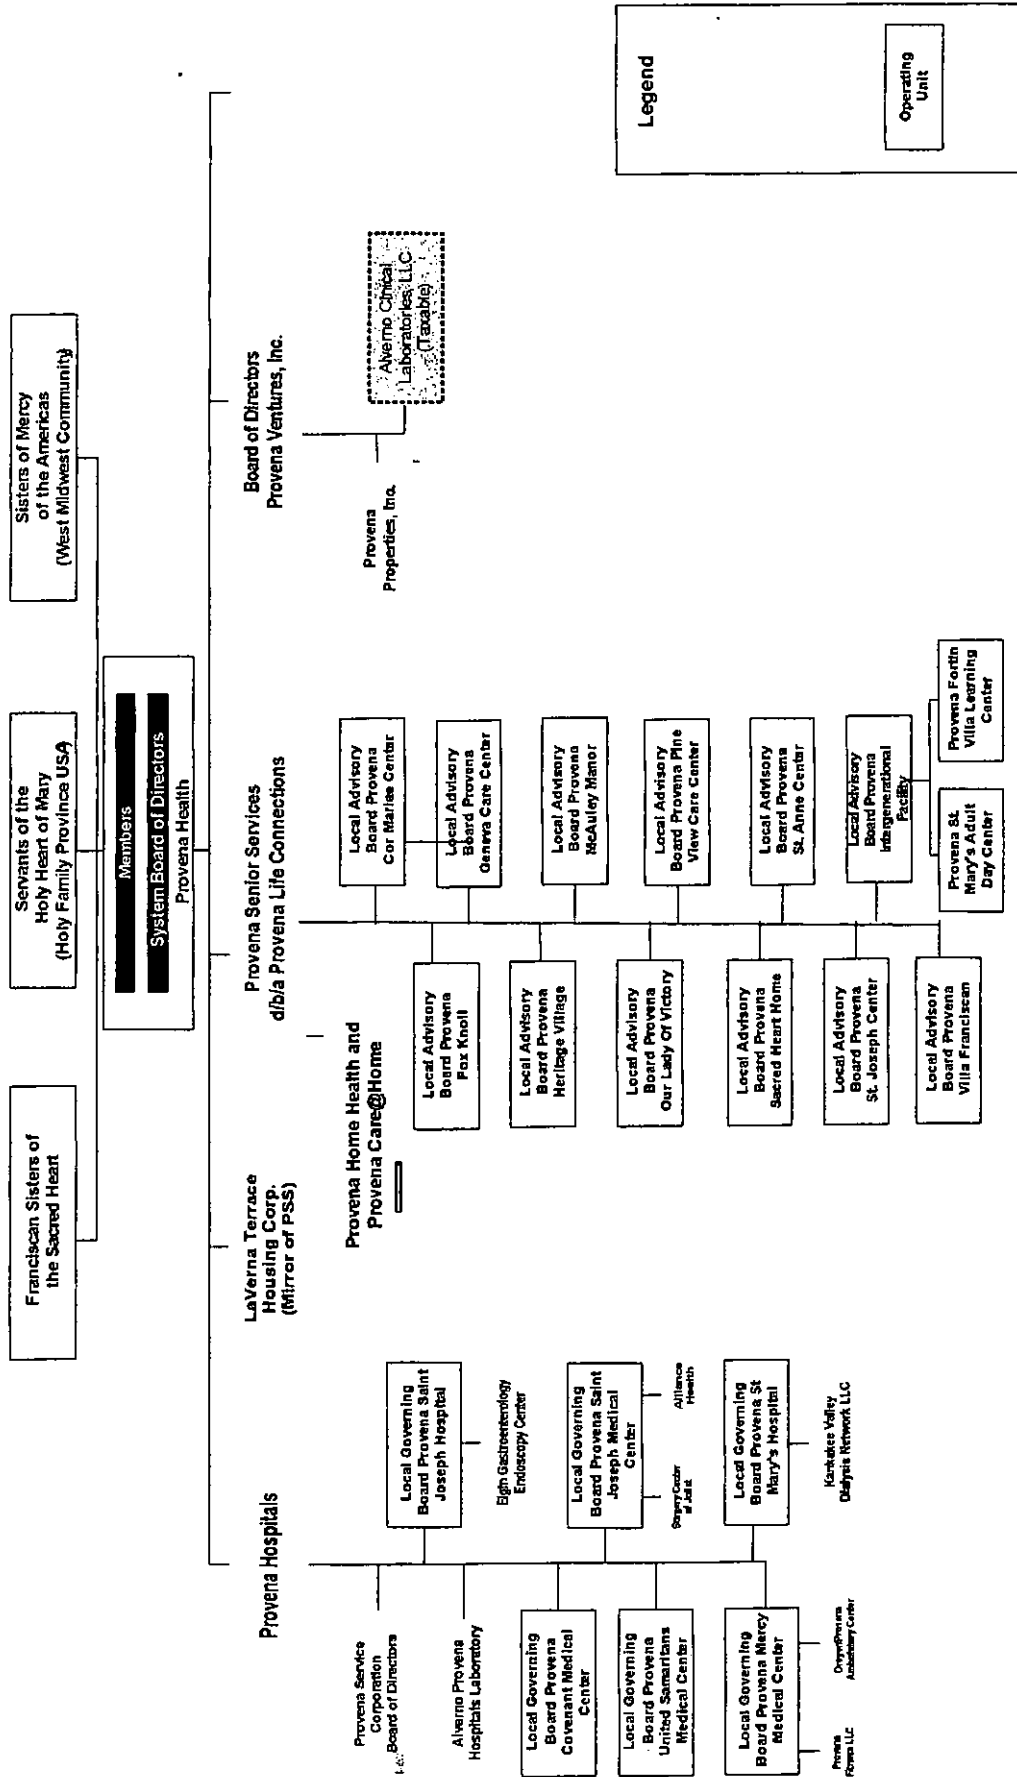 Franciscan Sisters of
the Sacred Heart
Servants of the
Holy Heart of Mary
(Holy Family Province USA)
Sisters of Mercy
of the Americas
(West Midwest Community)
Members
System Board of Directors
Provena Health
Provena Hospitals
LaVerna Terrace
Housing Corp.
(Mirror of PSS)
Provena Senior Services
d/b/a Provena Life Connections
Board of Directors
Provena Ventures, Inc.
Provena Service
Corporation
Board of Directors
Alverno Provena
Hospitals Laboratory
Local Governing
Board Provena
Covenant Medical
Center
Local Governing
Board Provena
United Samaritans
Medical Center
Local Governing
Board Provena Mercy
Medical Center
Provena
LLC
Ambulatory Center
Local Governing
Board Provena Saint
Joseph Hospital
Elgin Gastroenterology
Endoscopy Center
Local Governing
Board Provena Saint
Joseph Medical
Center
Surgery Center
of Joliet
Alliance
Health
Local Governing
Board Provena St
Mary's Hospital
Kankakee Valley
Dialysis Network LLC
Provena Home Health and
Provena Care@Home
Local Advisory
Board Provena
Fox Knoll
Local Advisory
Board Provena
Heritage Village
Local Advisory
Board Provena
Our Lady Of Victory
Local Advisory
Board Provena
Sacred Heart Home
Local Advisory
Board Provena
St. Joseph Center
Local Advisory
Board Provena
Villa Franciscan
Local Advisory
Board Provena
Cor Mariae Center
Local Advisory
Board Provena
Geneva Care Center
Local Advisory
Board Provena
McAuley Manor
Local Advisory
Board Provena Pine
View Care Center
Local Advisory
Board Provena
St. Anne Center
Local Advisory
Board Provena
Intergenerational
Facility
Provena St.
Mary's Adult
Day Center
Provena Fortin
Villa Learning
Center
Provena
Properties, Inc.
Alverno Clinical
Laboratories, LLC
(Taxable)
Legend
Operating
Unit